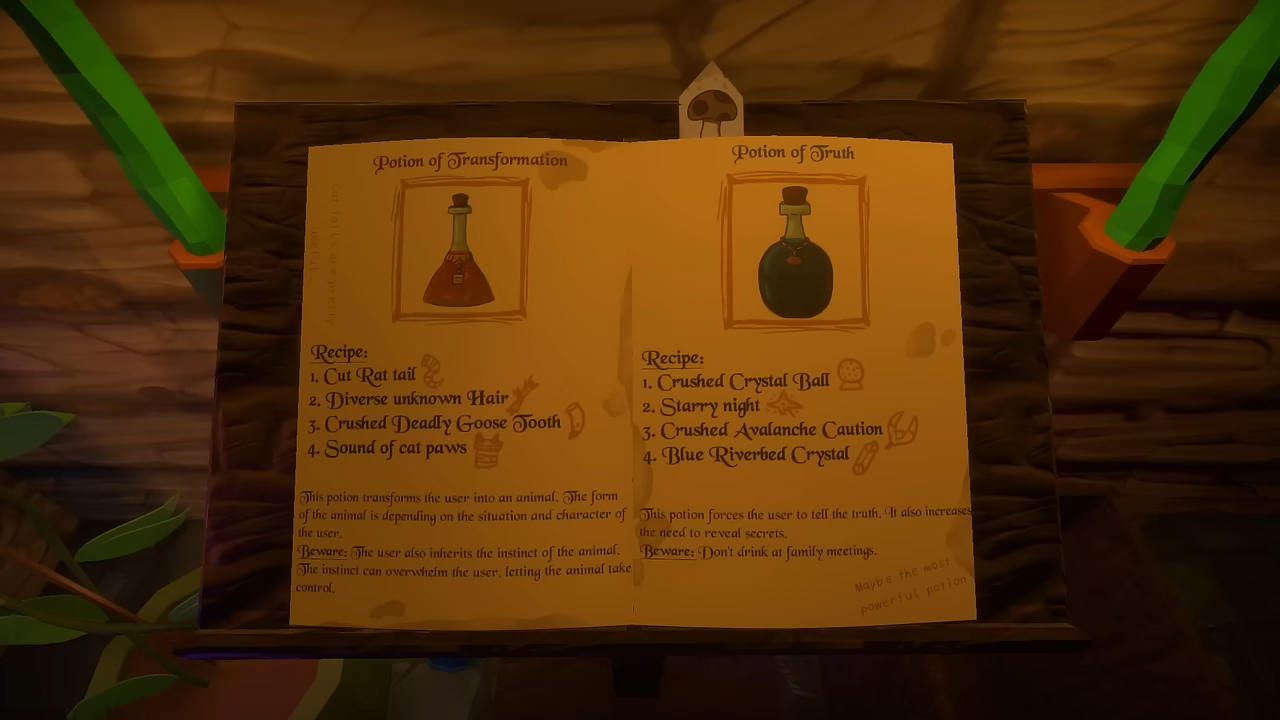 Potion of Transformation
Cat tails are pretty
useful
Recipe:
1. Cut Rat tail
2. Diverse unknown Hair
3. Crushed Deadly Goose Tooth
4. Sound of cat paws
This potion transforms the user into an animal. The form
of the animal is depending on the situation and character of
the user.
Beware: The user also inherits the instinct of the animal.
The instinct can overwhelm the user, letting the animal take
control.
Potion of Truth
Recipe:
1. Crushed Crystal Ball
2. Starry night
3. Crushed Avalanche Caution
4. Blue Riverbed Crystal
This potion forces the user to tell the truth. It also increases
the need to reveal secrets.
Beware: Don't drink at family meetings.
Maybe the most
powerful potion